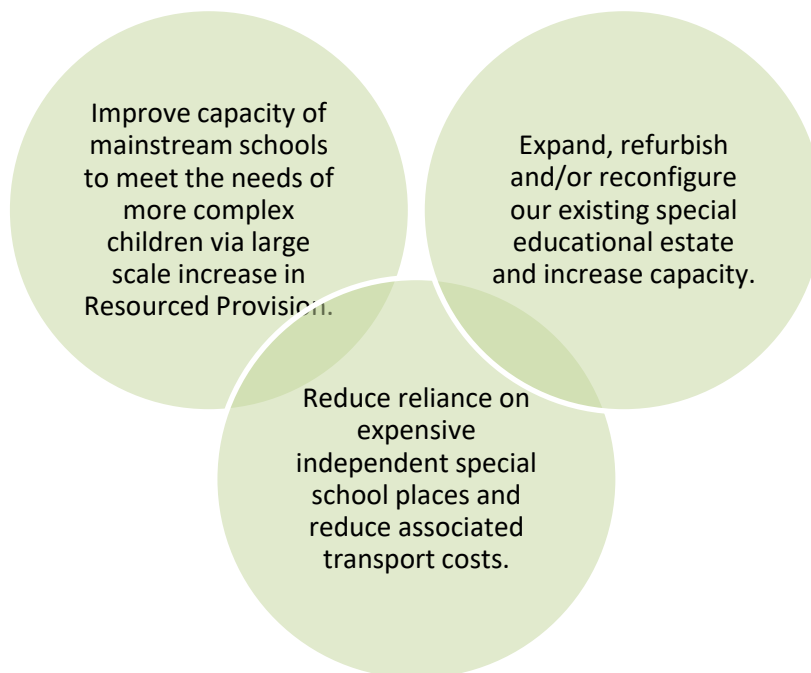 Improve capacity of
mainstream schools
to meet the needs of
more complex
children via large
scale increase in
Resourced Provision.
Expand, refurbish
and/or reconfigure
our existing special
educational estate
and increase capacity.
Reduce reliance on
expensive
independent special
school places and
reduce associated
transport costs.